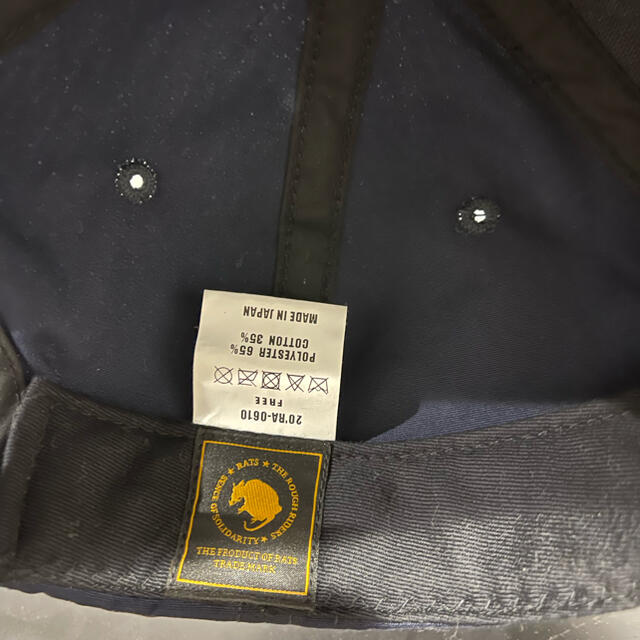 20'RA-0610
FREE
COTTON 35%
POLYESTER 65%
MADE IN JAPAN
★ RATS ★ THE ROUGH RIDERS
SENCE OF SOLIDARITY
THE PRODUCT OF RATS
TRADE MARK